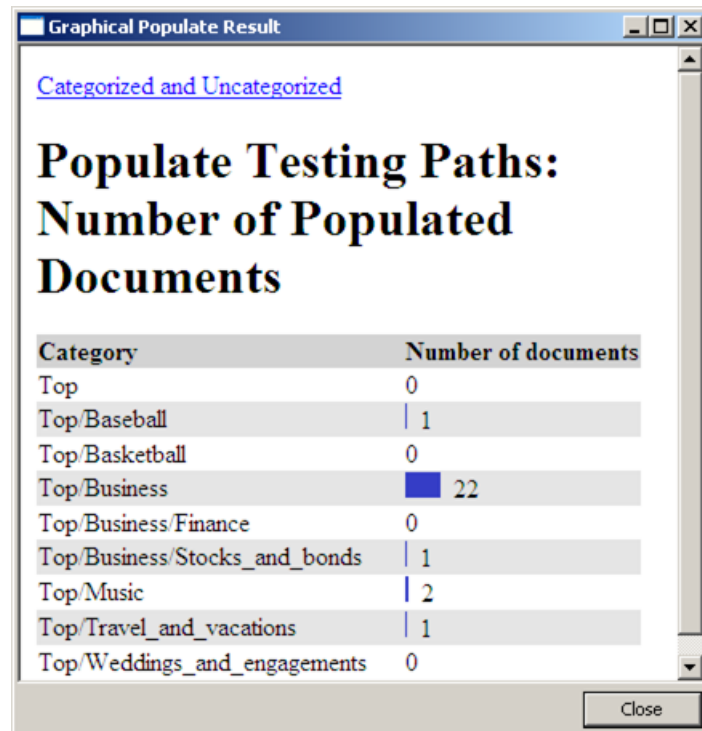 Graphical Populate Result
Categorized and Uncategorized
Populate Testing Paths:
Number of Populated
Documents
Category Number of documents
Top 0
Top/Baseball 1
Top/Basketball 0
Top/Business 22
Top/Business/Finance 0
Top/Business/Stocks_and_bonds 1
Top/Music 2
Top/Travel_and_vacations 1
Top/Weddings_and_engagements 0
Close